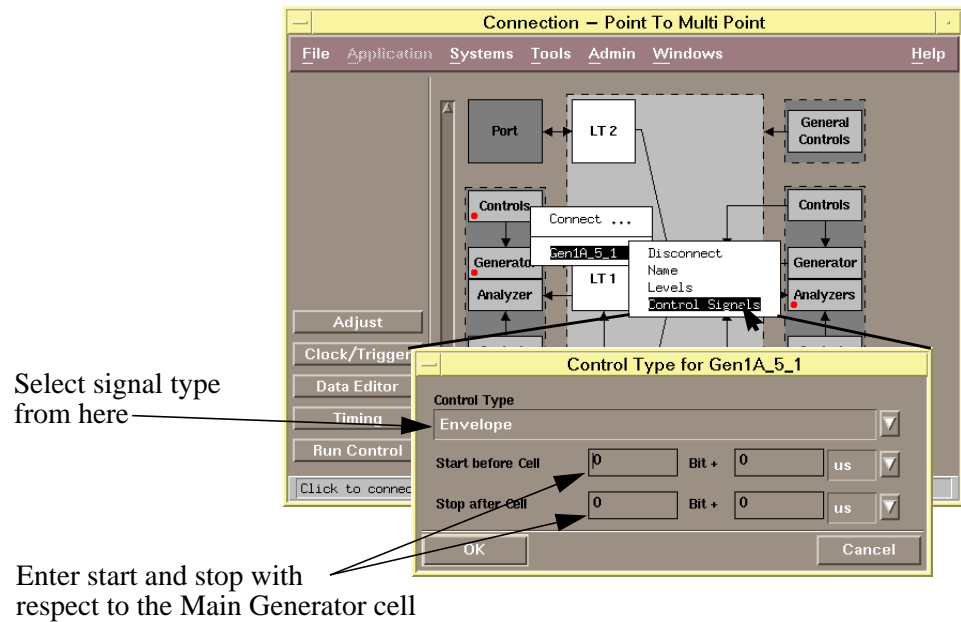 Connection – Point To Multi Point
File Application Systems Tools Admin Windows Help
Port
LT 2
General
Controls
Controls
Controls
Connect ...
Gen1A_5_1
Disconnect
Name
Levels
Control Signals
Generator
Generator
LT 1
Analyzer
Analyzers
Adjust
Clock/Trigger
Data Editor
Timing
Run Control
Click to connec
Control Type for Gen1A_5_1
Control Type
Envelope
Start before Cell 0 Bit + 0 us
Stop after Cell 0 Bit + 0 us
OK Cancel
Select signal type
from here
Enter start and stop with
respect to the Main Generator cell